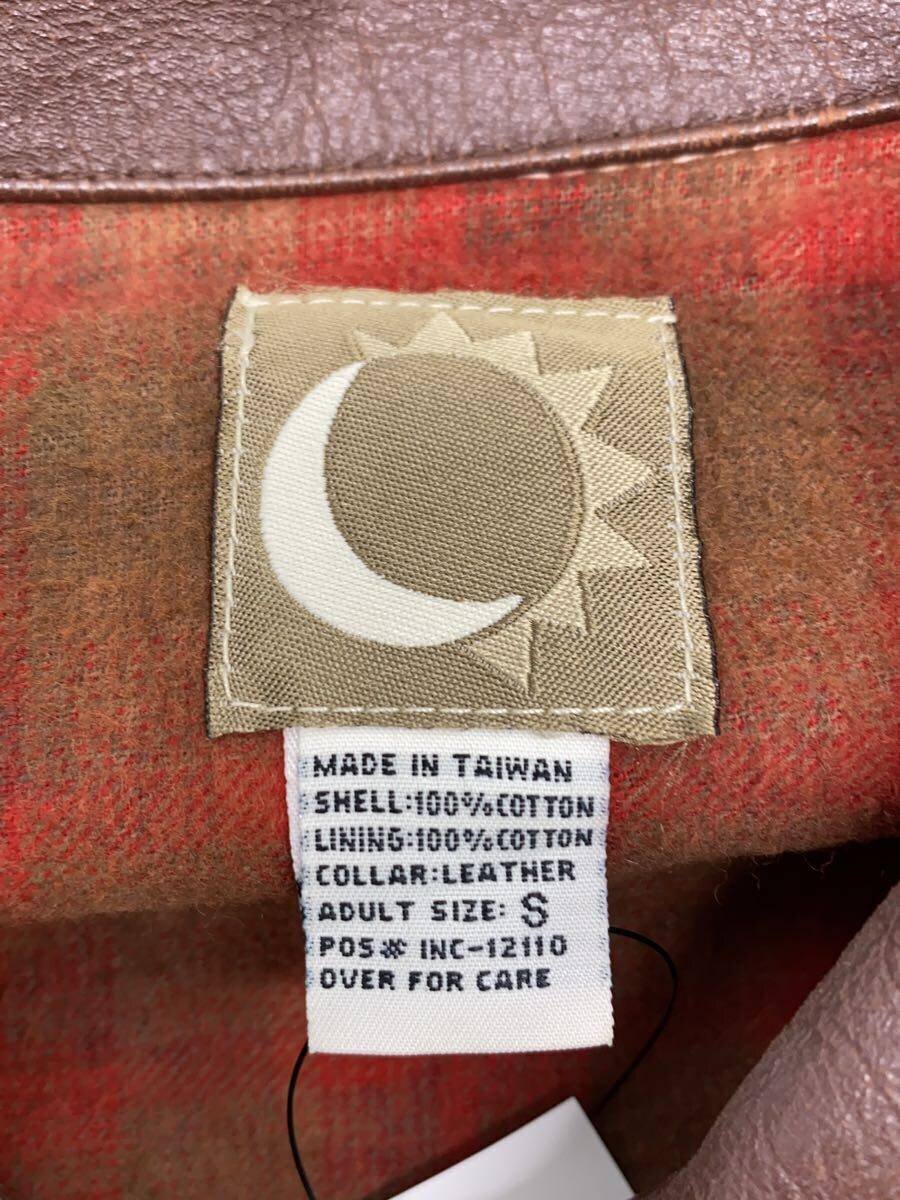 MADE IN TAIWAN
SHELL:100%COTTON
LINING:100%COTTON
COLLAR:LEATHER
ADULT SIZE: S
POS# INC-12110
OVER FOR CARE